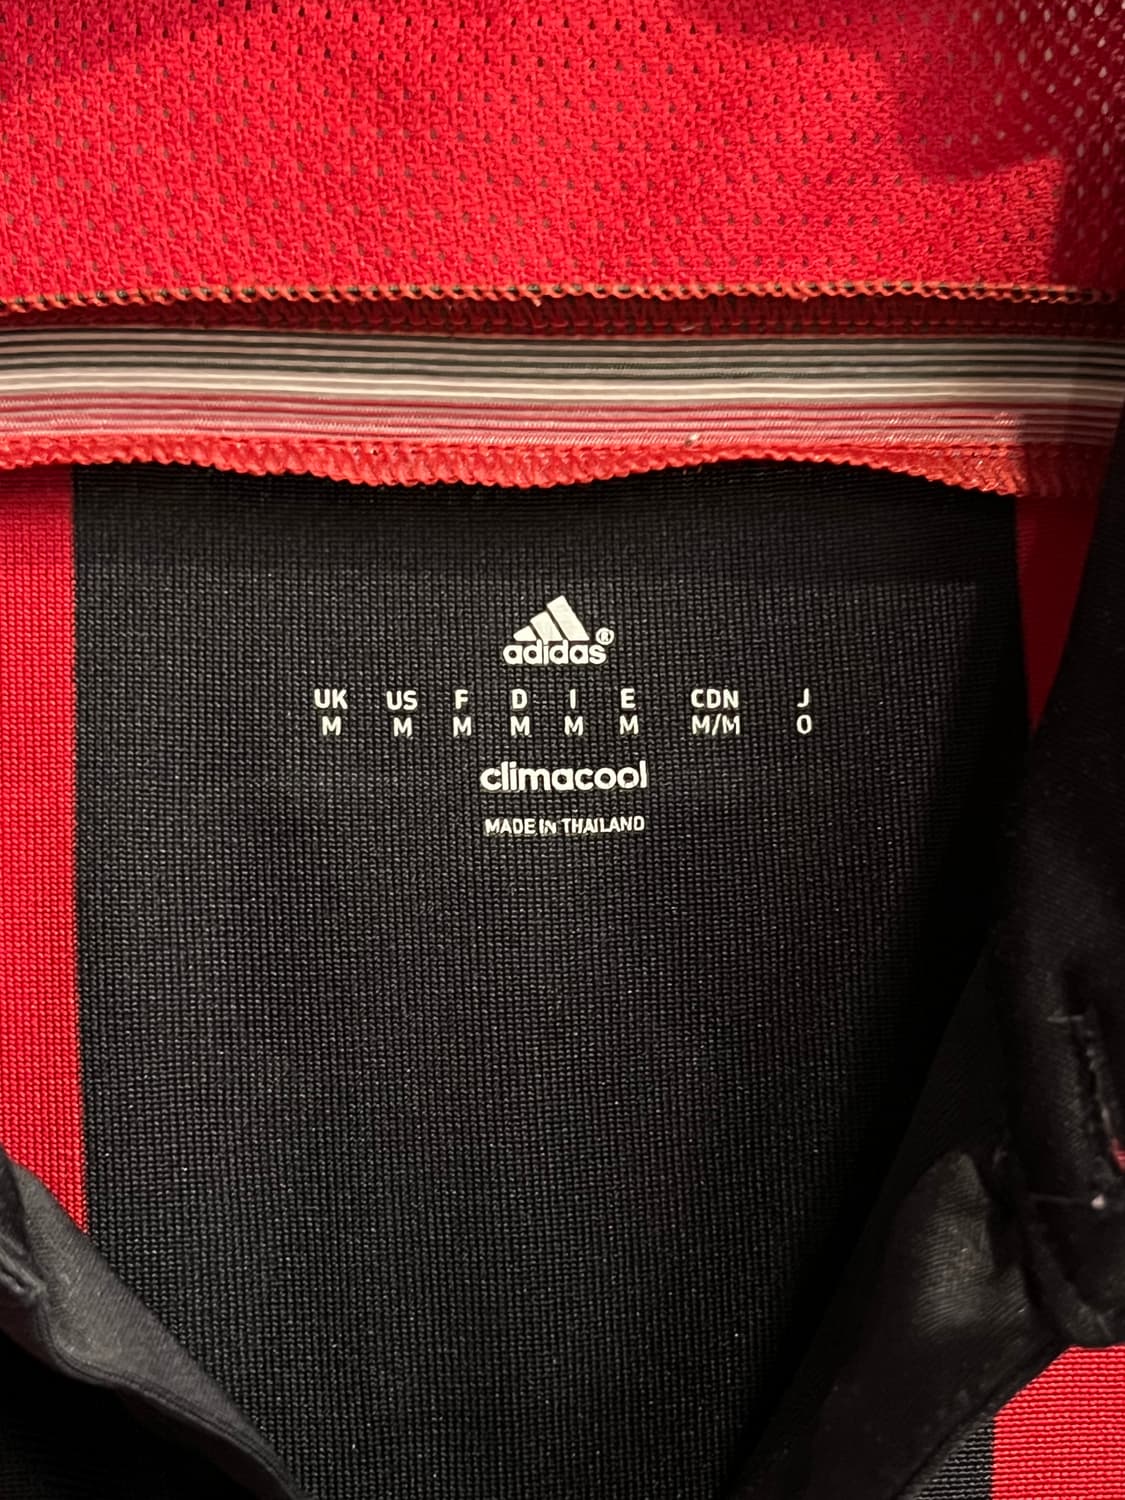 adidas®
UK US F D I E CDN J
M M M M M M M/M O
climacool
MADE IN THAILAND